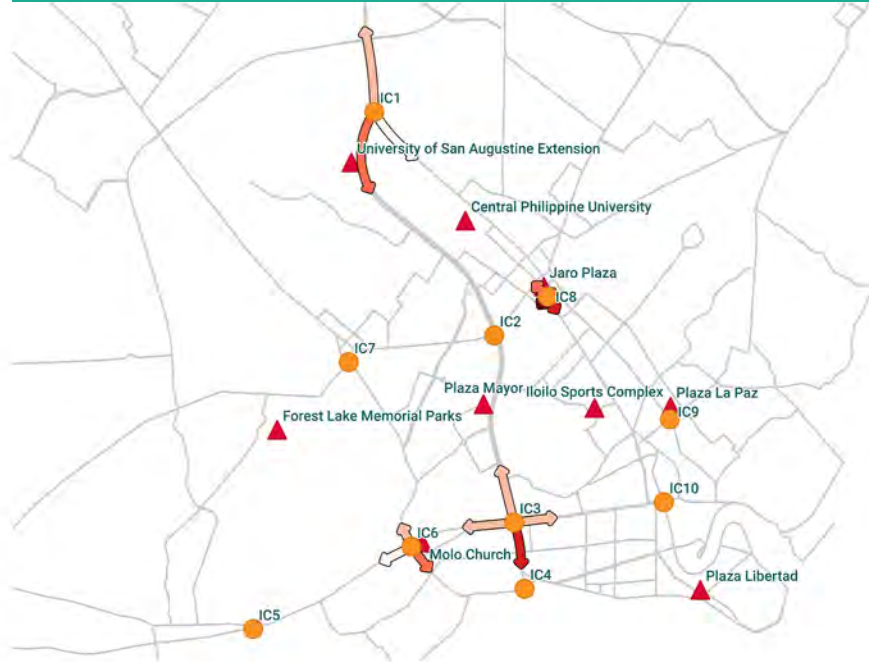 IC1
University of San Augustine Extension
Central Philippine University
Jaro Plaza
IC8
IC2
IC7
Plaza Mayor
Iloilo Sports Complex
Plaza La Paz
IC9
Forest Lake Memorial Parks
IC10
IC3
IC6
Molo Church
IC4
Plaza Libertad
IC5